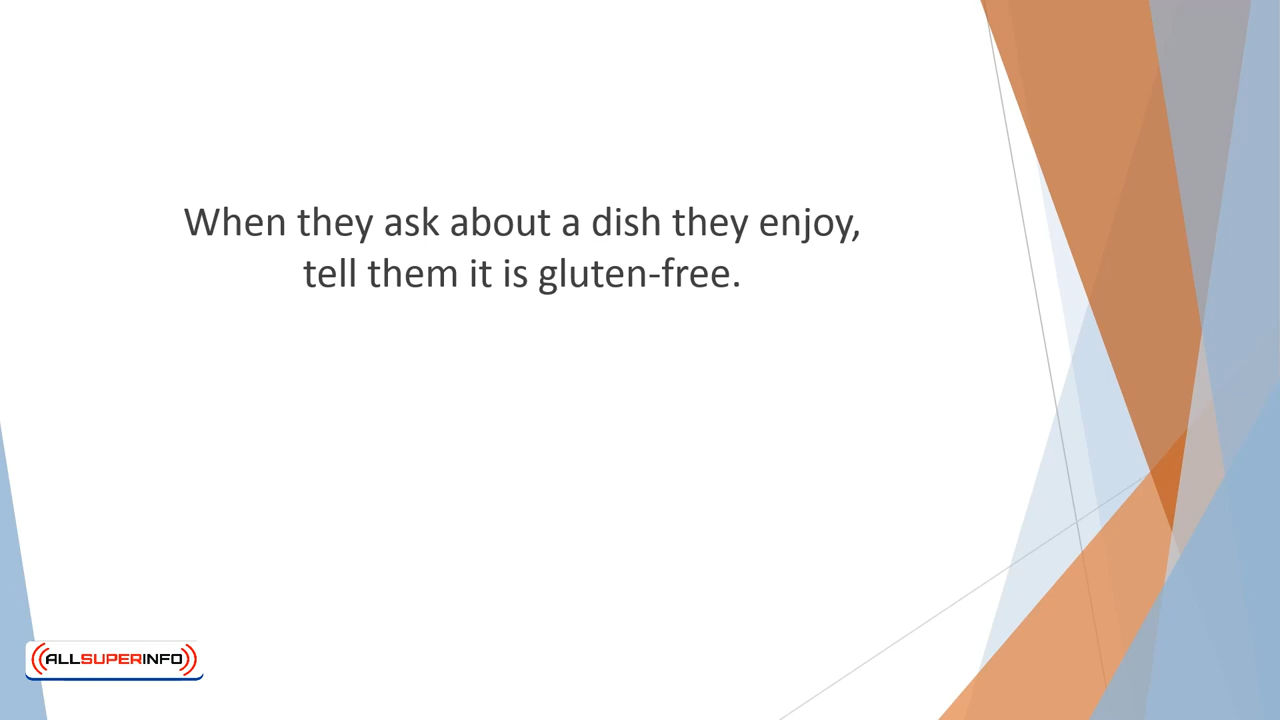 When they ask about a dish they enjoy,
tell them it is gluten-free.
ALLSUPERINFO